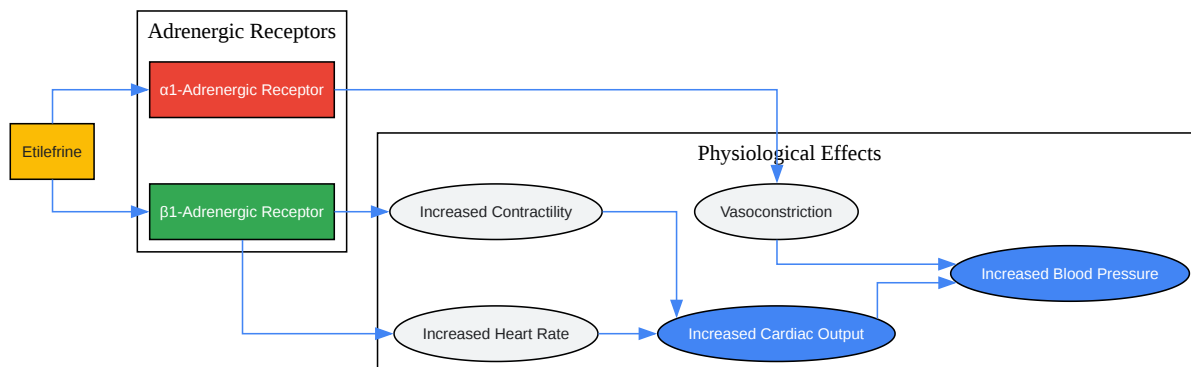 Adrenergic Receptors
α1-Adrenergic Receptor
Etilefrine
β1-Adrenergic Receptor
Physiological Effects
Increased Contractility
Vasoconstriction
Increased Blood Pressure
Increased Heart Rate
Increased Cardiac Output